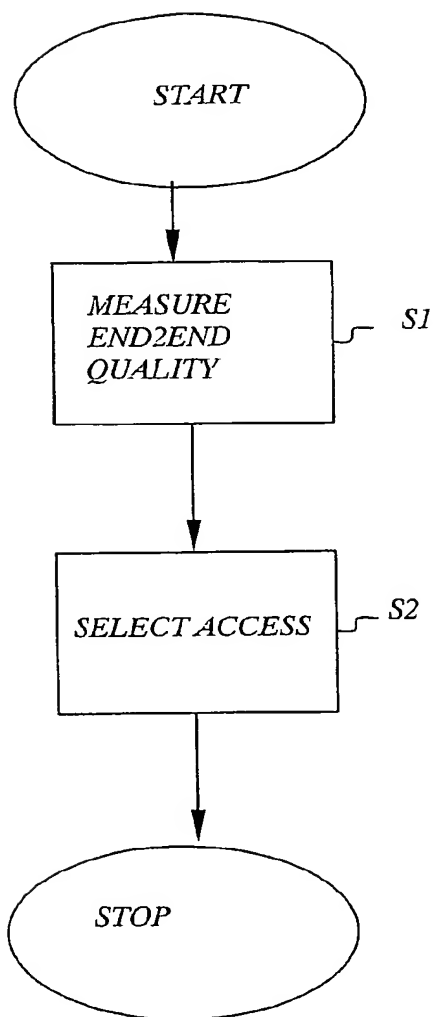 START
MEASURE
END2END
QUALITY
S1
SELECT ACCESS
S2
STOP